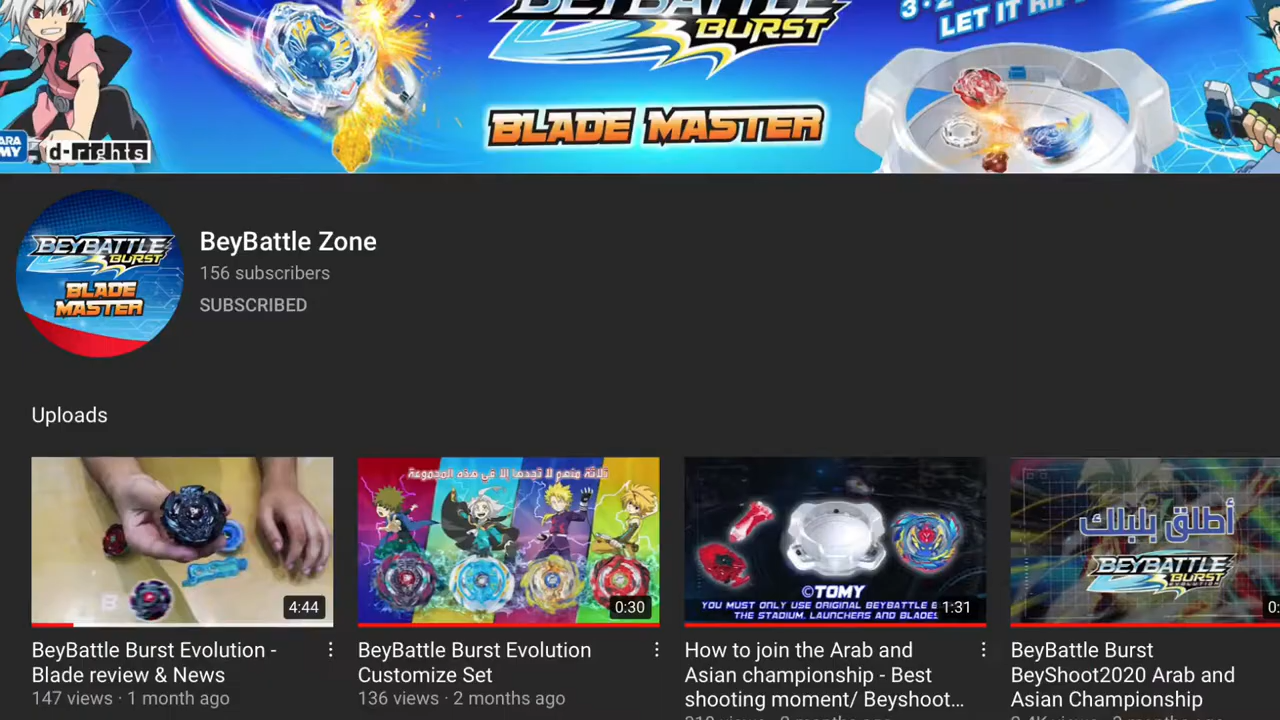 BEYBATTLE
BURST
3·2
LET IT RIP
BLADE MASTER
d-rights
BEYBATTLE
BURST
BLADE
MASTER
BeyBattle Zone
156 subscribers
SUBSCRIBED
Uploads
4:44
BeyBattle Burst Evolution -
Blade review & News
147 views · 1 month ago
ثلاثة منهم لا تجدها إلا في هذه المجموعة
0:30
BeyBattle Burst Evolution
Customize Set
136 views · 2 months ago
©TOMY
YOU MUST ONLY USE ORIGINAL BEYBATTLE B
THE STADIUM, LAUNCHERS AND BLADES
1:31
How to join the Arab and
Asian championship - Best
shooting moment/ Beyshoot...
أطلق بلبلك
BEYBATTLE
BURST
EVOLUTION
BeyBattle Burst
BeyShoot2020 Arab and
Asian Championship